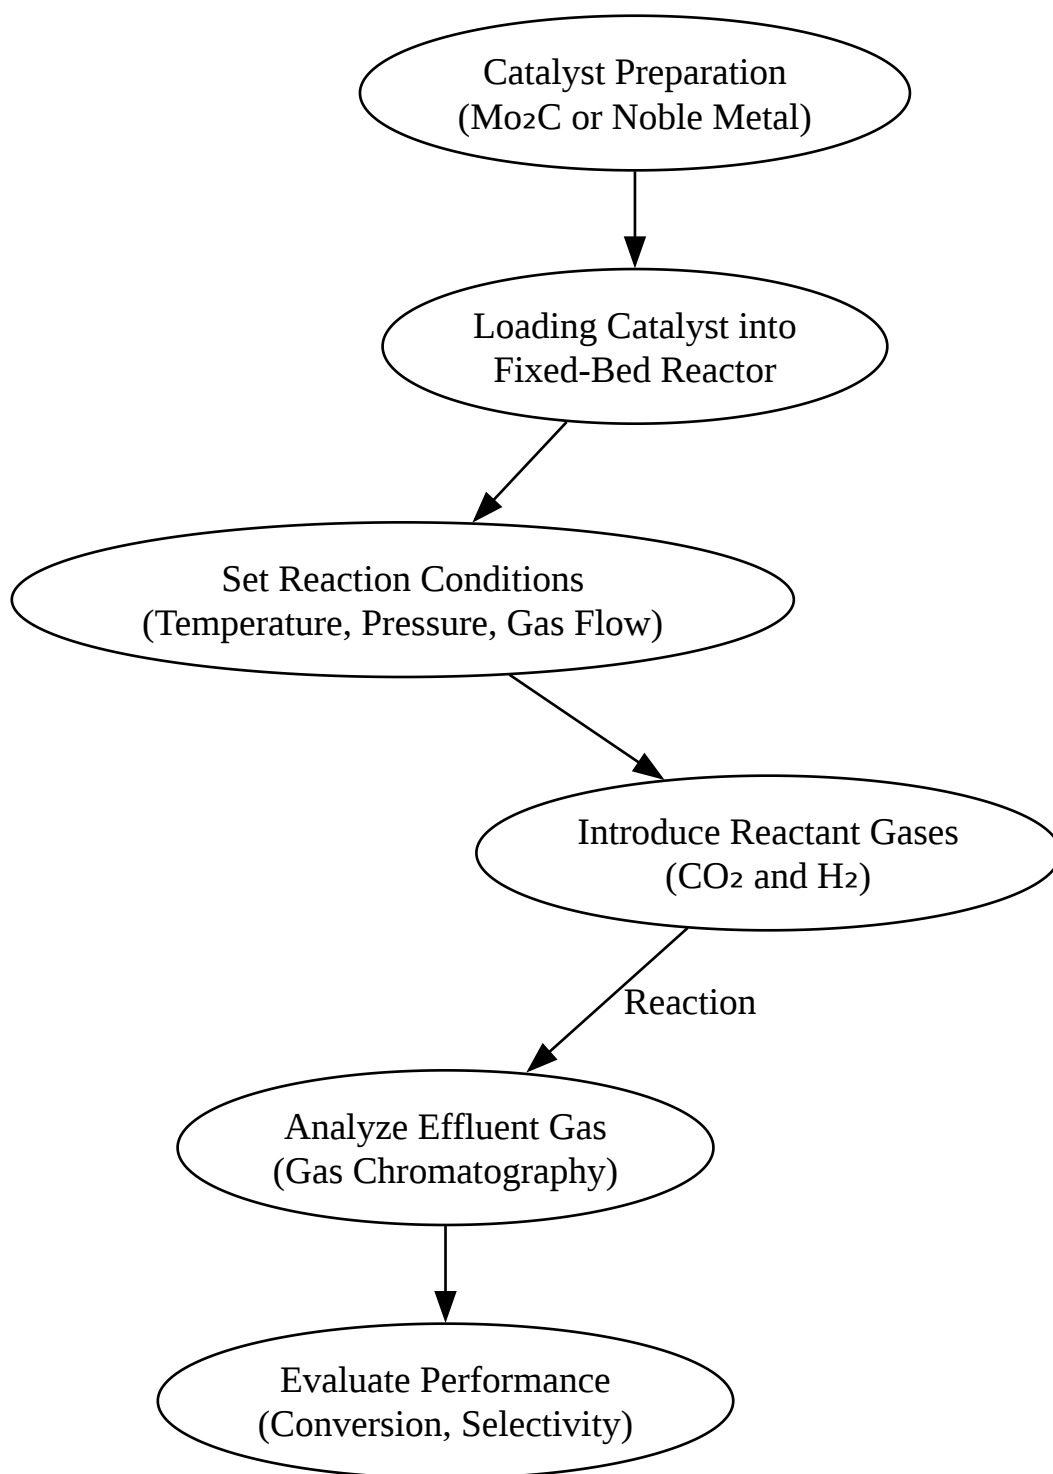 Catalyst Preparation
(Mo₂C or Noble Metal)
Loading Catalyst into
Fixed-Bed Reactor
Set Reaction Conditions
(Temperature, Pressure, Gas Flow)
Introduce Reactant Gases
(CO₂ and H₂)
Reaction
Analyze Effluent Gas
(Gas Chromatography)
Evaluate Performance
(Conversion, Selectivity)